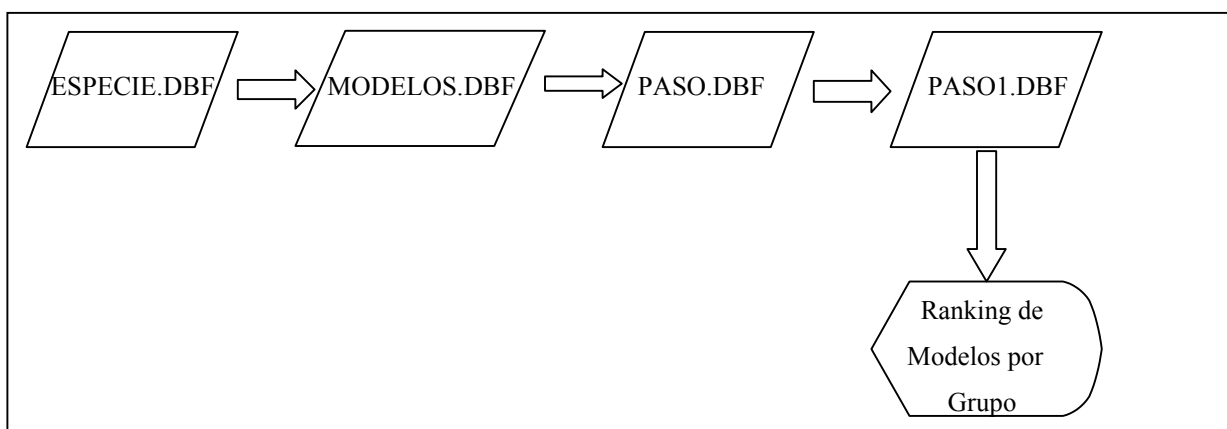 ESPECIE.DBF
MODELOS.DBF
PASO.DBF
PASO1.DBF
Ranking de
Modelos por
Grupo